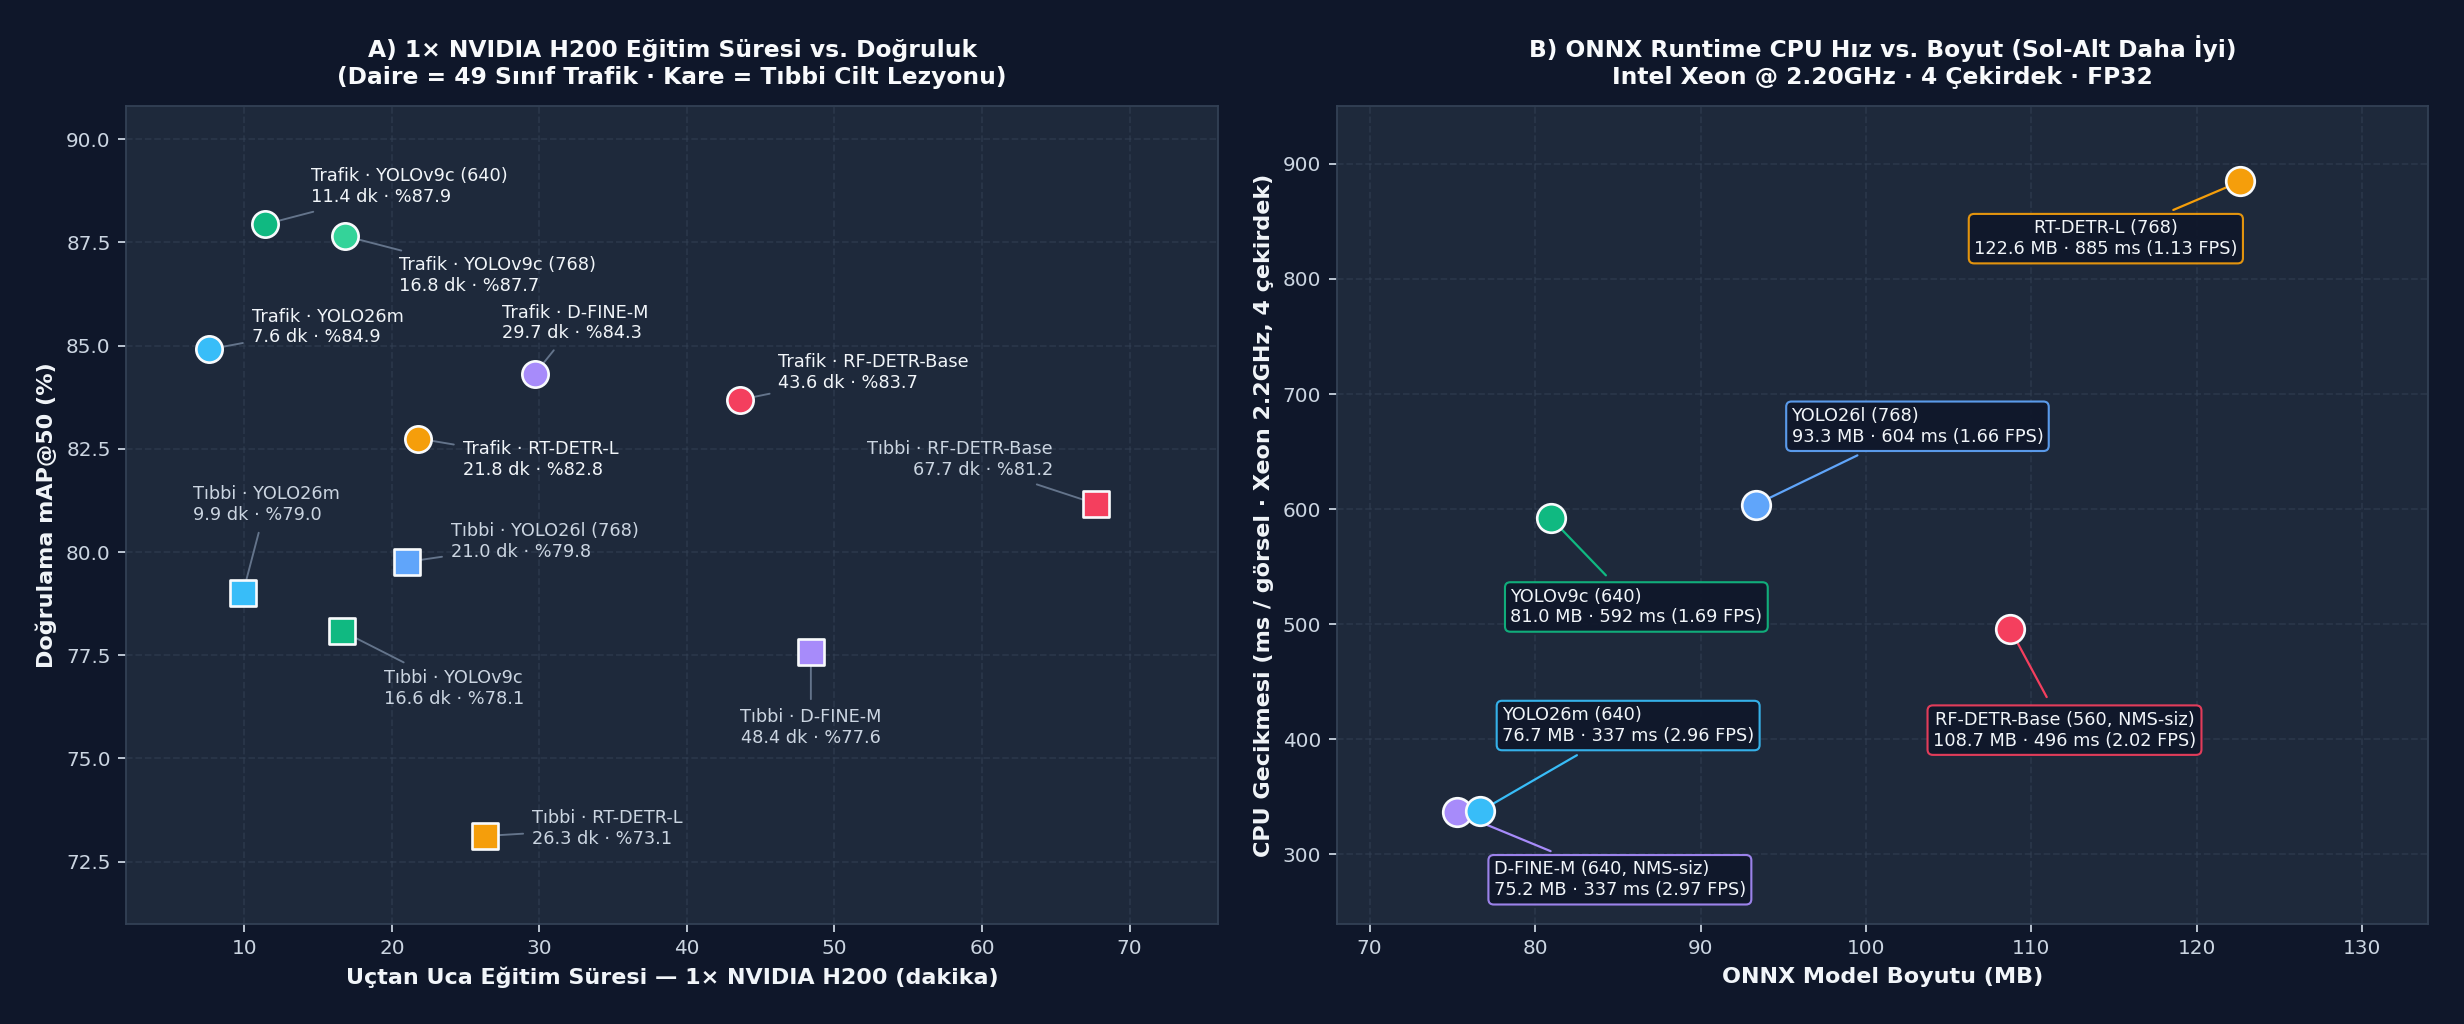 A) 1× NVIDIA H200 Eğitim Süresi vs. Doğruluk
(Daire = 49 Sınıf Trafik · Kare = Tıbbi Cilt Lezyonu)
Doğrulama mAP@50 (%)
90.0
87.5
85.0
82.5
80.0
77.5
75.0
72.5
Trafik · YOLOv9c (640)
11.4 dk · %87.9
Trafik · YOLOv9c (768)
16.8 dk · %87.7
Trafik · YOLO26m
7.6 dk · %84.9
Trafik · D-FINE-M
29.7 dk · %84.3
Trafik · RF-DETR-Base
43.6 dk · %83.7
Trafik · RT-DETR-L
21.8 dk · %82.8
Tıbbi · RF-DETR-Base
67.7 dk · %81.2
Tıbbi · YOLO26m
9.9 dk · %79.0
Tıbbi · YOLO26l (768)
21.0 dk · %79.8
Tıbbi · YOLOv9c
16.6 dk · %78.1
Tıbbi · D-FINE-M
48.4 dk · %77.6
Tıbbi · RT-DETR-L
26.3 dk · %73.1
10
20
30
40
50
60
70
Uçtan Uca Eğitim Süresi — 1× NVIDIA H200 (dakika)
B) ONNX Runtime CPU Hız vs. Boyut (Sol-Alt Daha İyi)
Intel Xeon @ 2.20GHz · 4 Çekirdek · FP32
CPU Gecikmesi (ms / görsel · Xeon 2.2GHz, 4 çekirdek)
900
800
700
600
500
400
300
RT-DETR-L (768)
122.6 MB · 885 ms (1.13 FPS)
YOLO26l (768)
93.3 MB · 604 ms (1.66 FPS)
YOLOv9c (640)
81.0 MB · 592 ms (1.69 FPS)
YOLO26m (640)
76.7 MB · 337 ms (2.96 FPS)
RF-DETR-Base (560, NMS-siz)
108.7 MB · 496 ms (2.02 FPS)
D-FINE-M (640, NMS-siz)
75.2 MB · 337 ms (2.97 FPS)
70
80
90
100
110
120
130
ONNX Model Boyutu (MB)